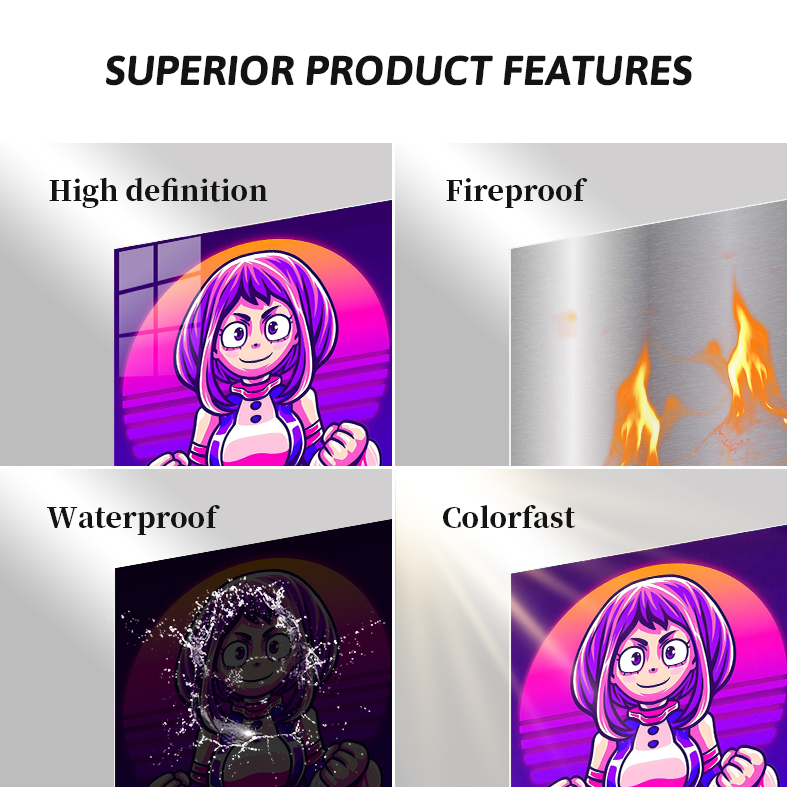 SUPERIOR PRODUCT FEATURES
High definition
Fireproof
Waterproof
Colorfast